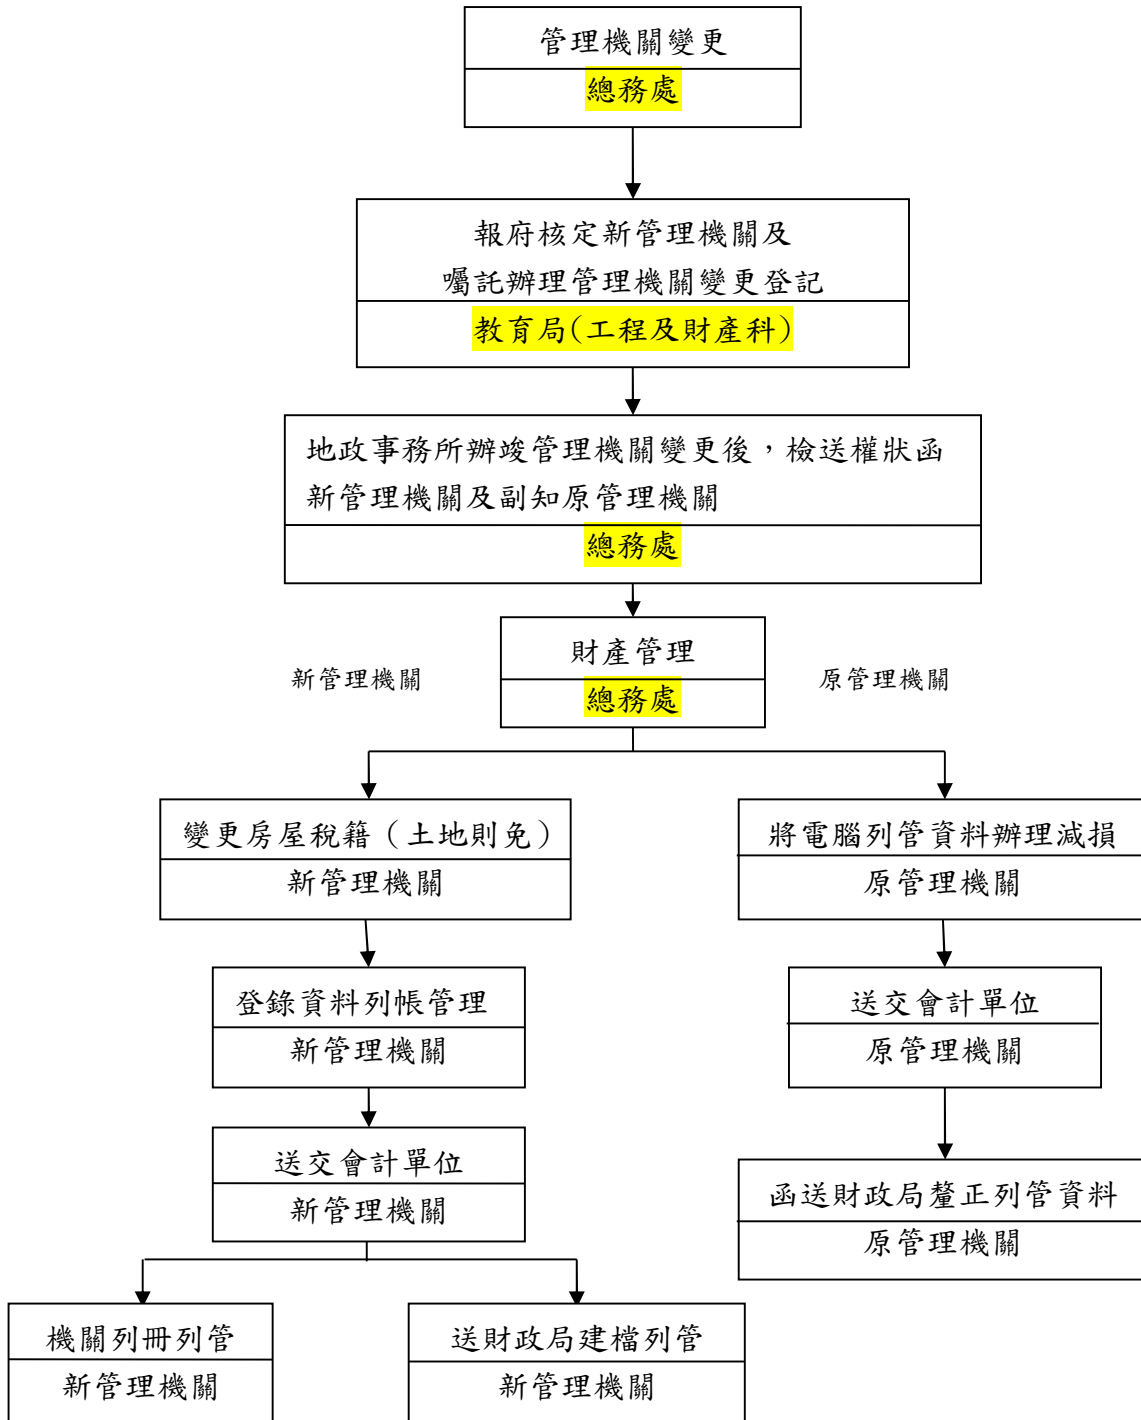 管理機關變更
總務處
報府核定新管理機關及
囑託辦理管理機關變更登記
教育局(工程及財產科)
地政事務所辦竣管理機關變更後，檢送權狀函
新管理機關及副知原管理機關
總務處
財產管理
總務處
新管理機關
原管理機關
變更房屋稅籍（土地則免）
新管理機關
將電腦列管資料辦理減損
原管理機關
登錄資料列帳管理
新管理機關
送交會計單位
原管理機關
送交會計單位
新管理機關
函送財政局釐正列管資料
原管理機關
機關列冊列管
新管理機關
送財政局建檔列管
新管理機關